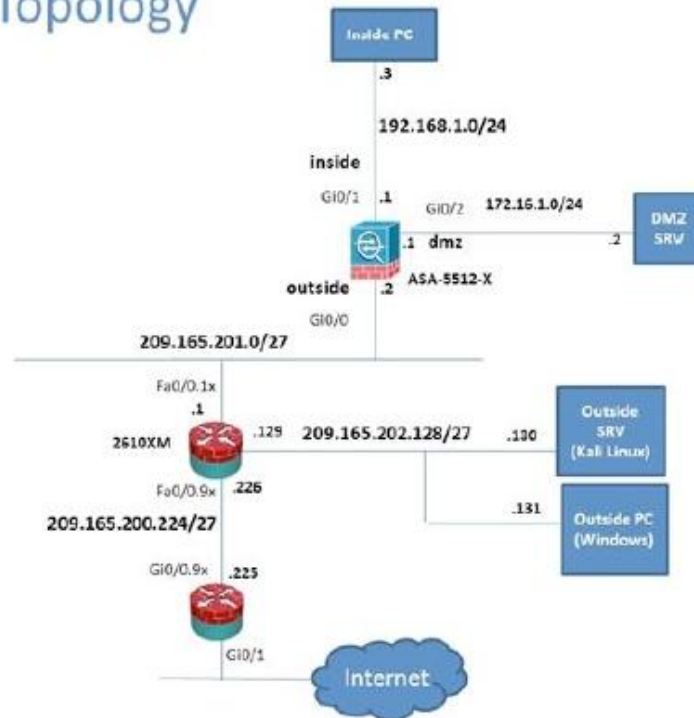 Topology
Inside PC
.3
192.168.1.0/24
inside
Gi0/1 .1
Gi0/2 172.16.1.0/24
DMZ
SRV
.1 dmz .2
ASA-5512-X
outside .2
Gi0/0
209.165.201.0/27
Fa0/0.1x
.1
2610XM
.129 209.165.202.128/27 .130
Outside
SRV
(Kali Linux)
Fa0/0.9x .226
209.165.200.224/27
.131
Outside PC
(Windows)
Gi0/0.9x .225
Gi0/1
Internet